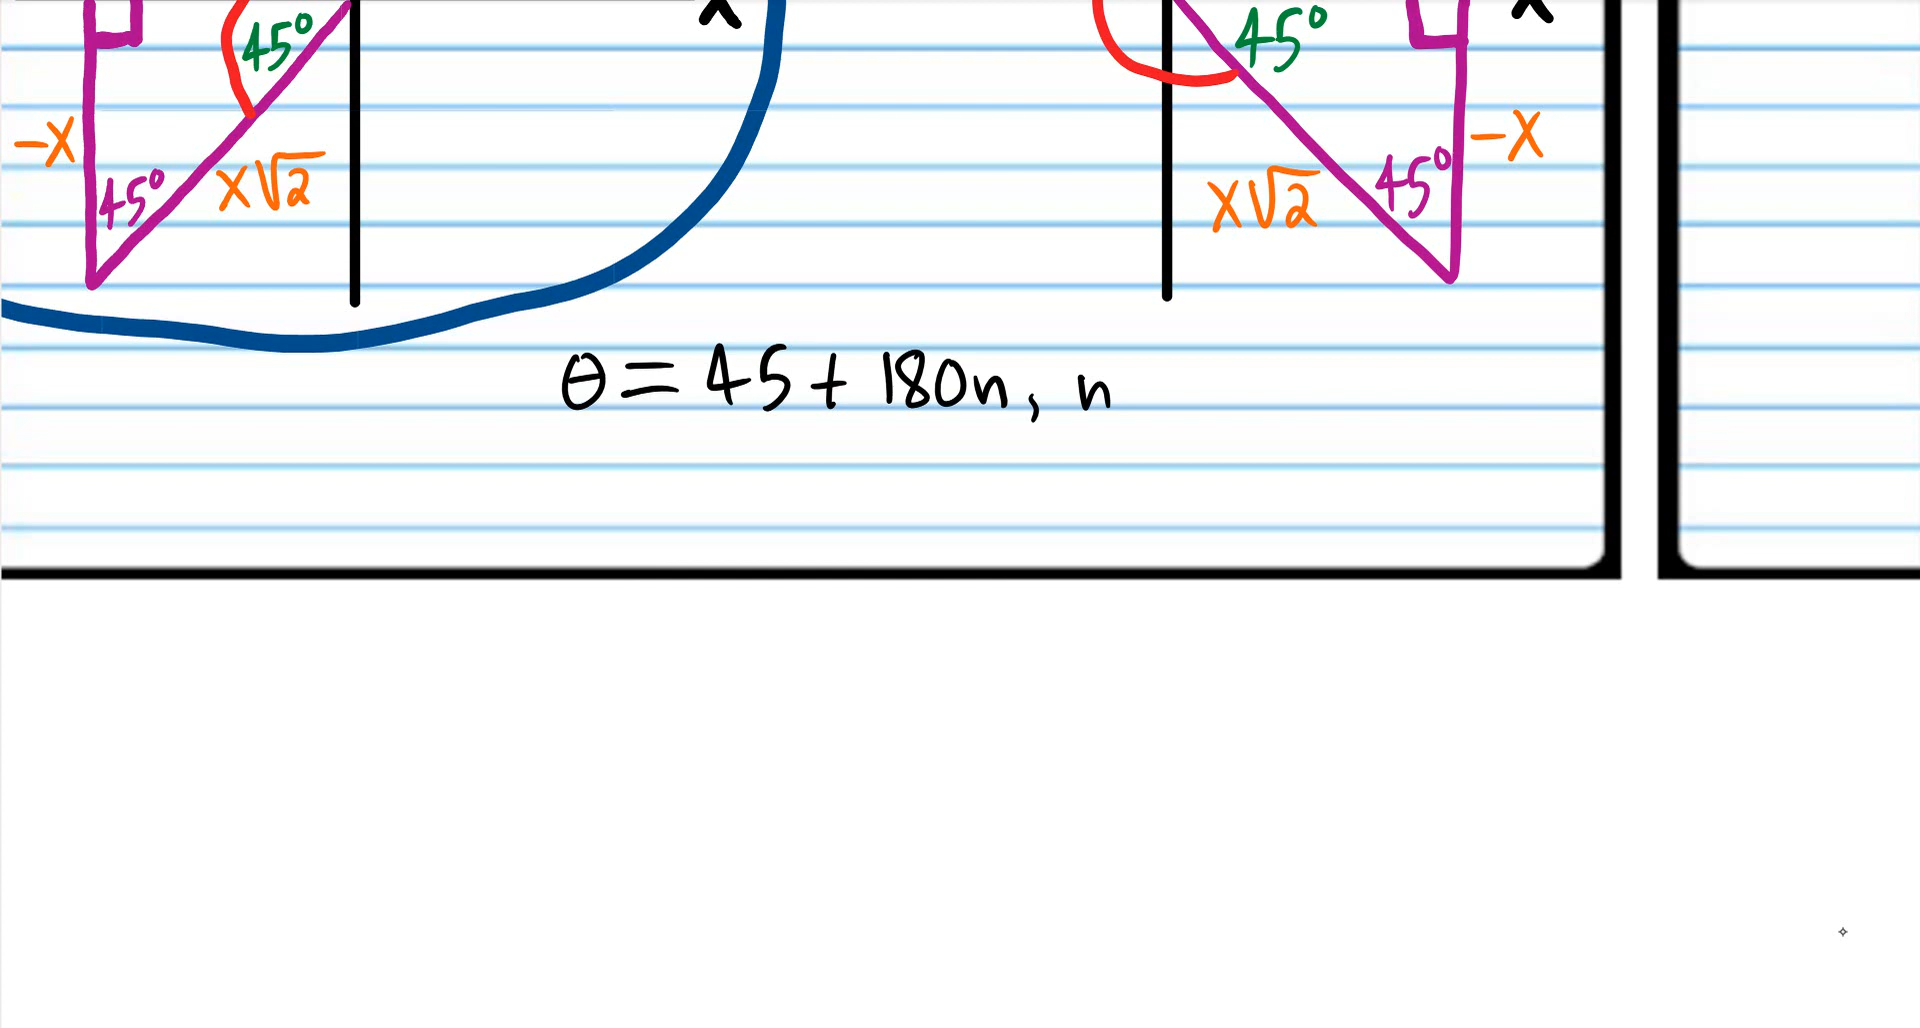 x x
45° 45°
-x -x
45° x√2 x√2 45°
θ = 45 + 180n, n